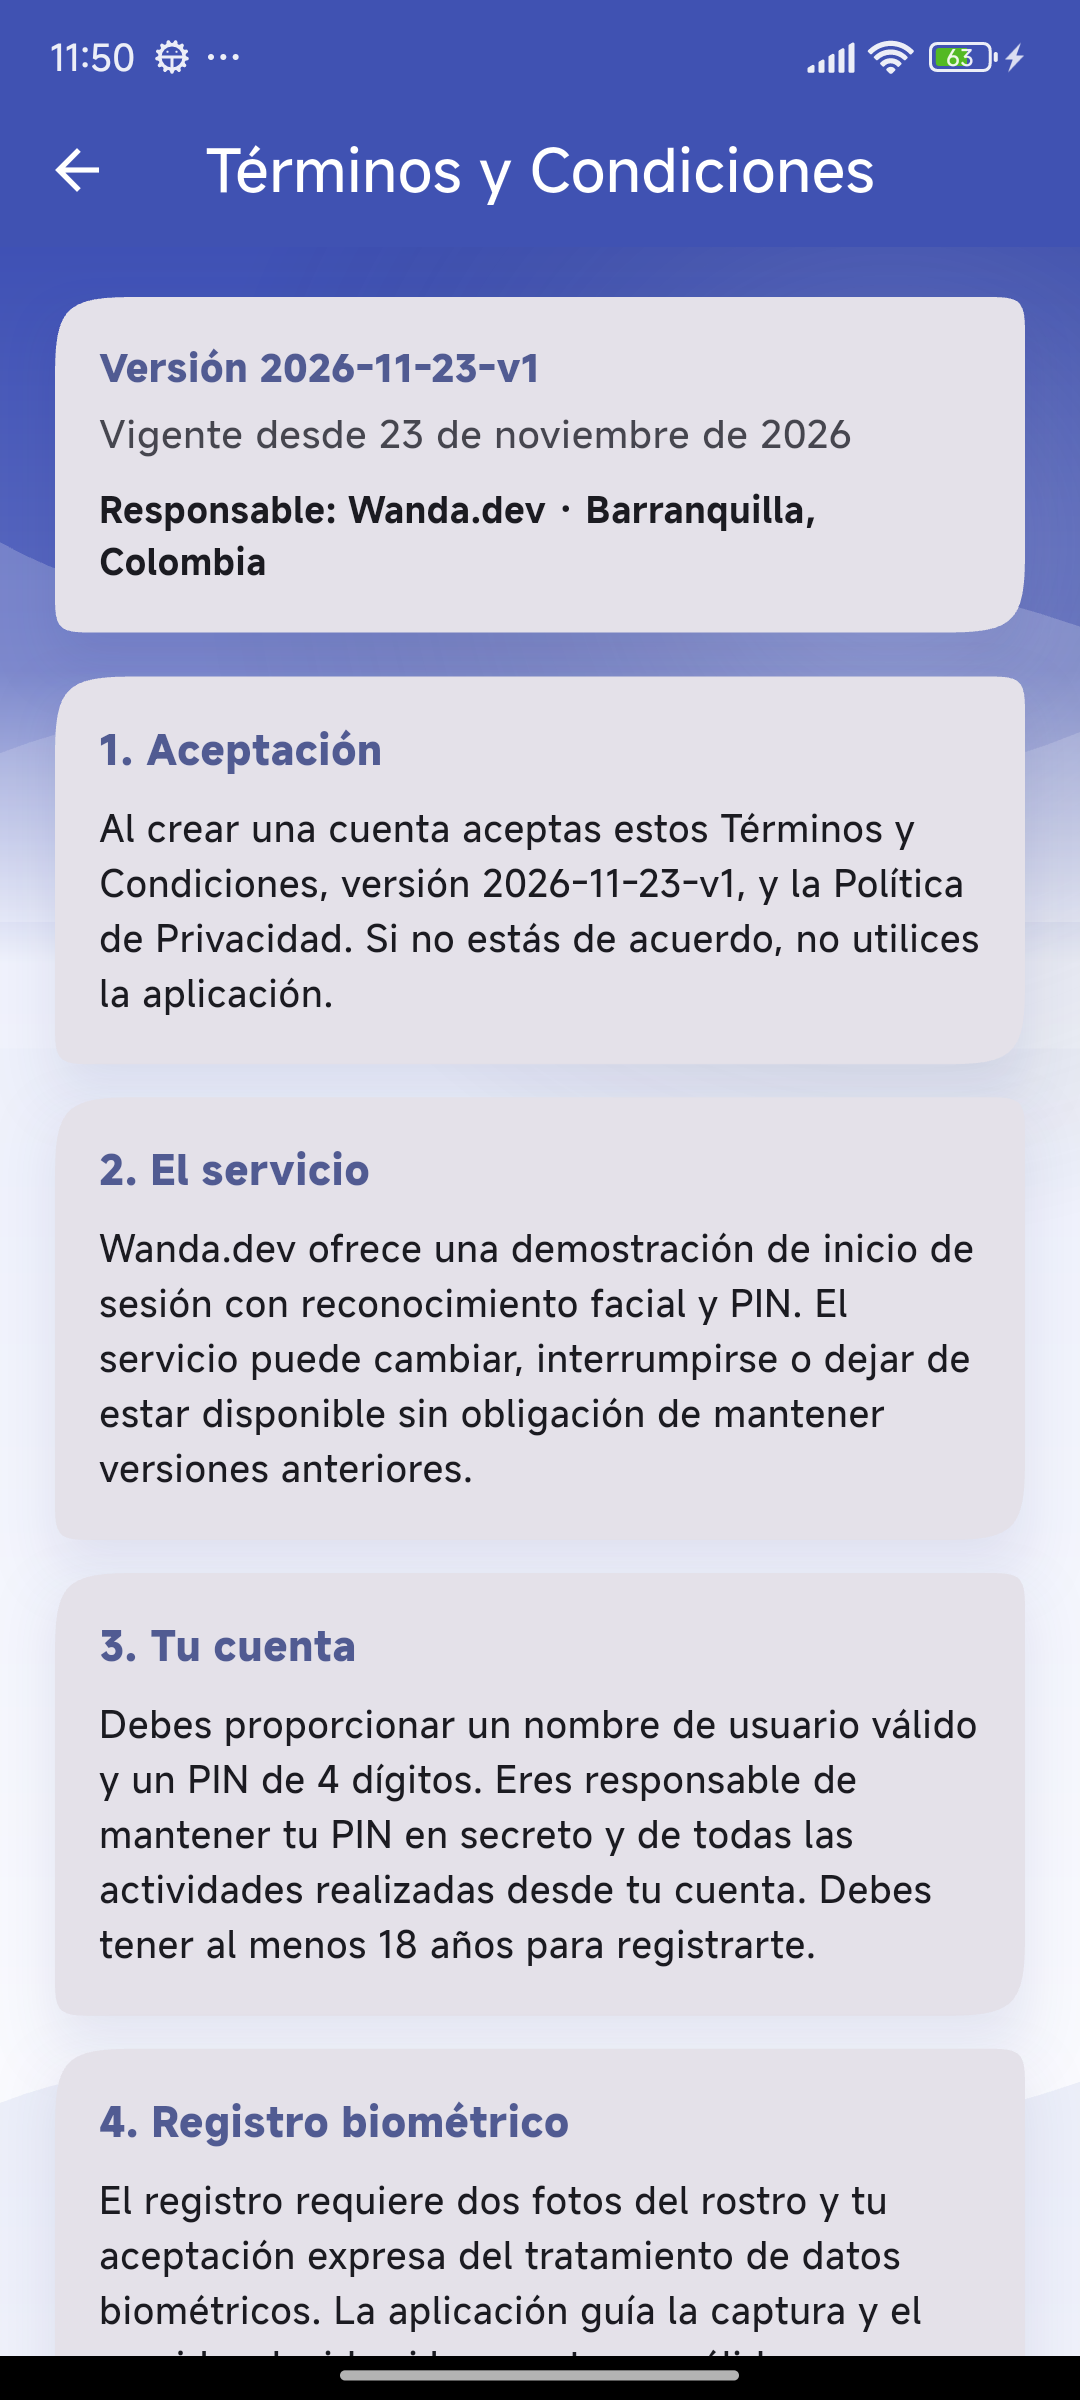 11:50
63
Términos y Condiciones
Versión 2026-11-23-v1
Vigente desde 23 de noviembre de 2026
Responsable: Wanda.dev · Barranquilla,
Colombia
1. Aceptación
Al crear una cuenta aceptas estos Términos y
Condiciones, versión 2026-11-23-v1, y la Política
de Privacidad. Si no estás de acuerdo, no utilices
la aplicación.
2. El servicio
Wanda.dev ofrece una demostración de inicio de
sesión con reconocimiento facial y PIN. El
servicio puede cambiar, interrumpirse o dejar de
estar disponible sin obligación de mantener
versiones anteriores.
3. Tu cuenta
Debes proporcionar un nombre de usuario válido
y un PIN de 4 dígitos. Eres responsable de
mantener tu PIN en secreto y de todas las
actividades realizadas desde tu cuenta. Debes
tener al menos 18 años para registrarte.
4. Registro biométrico
El registro requiere dos fotos del rostro y tu
aceptación expresa del tratamiento de datos
biométricos. La aplicación guía la captura y el